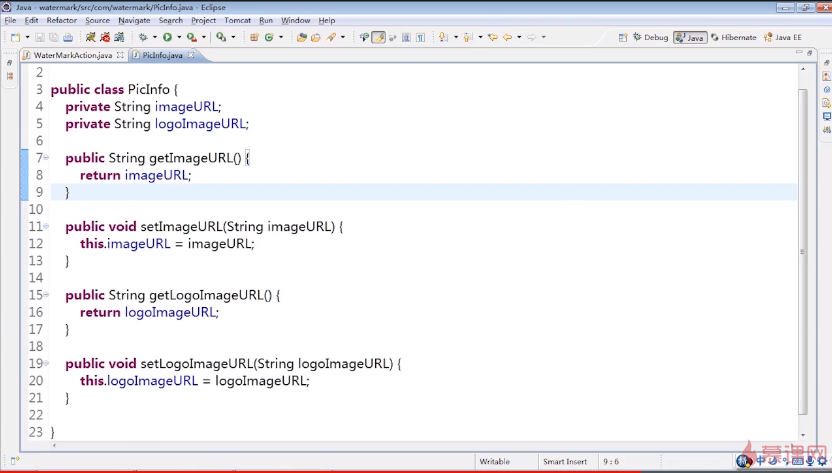 Java - watermark/src/com/watermark/PicInfo.java - Eclipse
File Edit Refactor Source Navigate Search Project Tomcat Run Window Help
Debug Java Hibernate Java EE
WaterMarkAction.java PicInfo.java
2
3 public class PicInfo {
4 private String imageURL;
5 private String logoImageURL;
6
7 public String getImageURL() {
8 return imageURL;
9 }
10
11 public void setImageURL(String imageURL) {
12 this.imageURL = imageURL;
13 }
14
15 public String getLogoImageURL() {
16 return logoImageURL;
17 }
18
19 public void setLogoImageURL(String logoImageURL) {
20 this.logoImageURL = logoImageURL;
21 }
22
23 }
慕课网
Writable Smart Insert 9 : 6
中